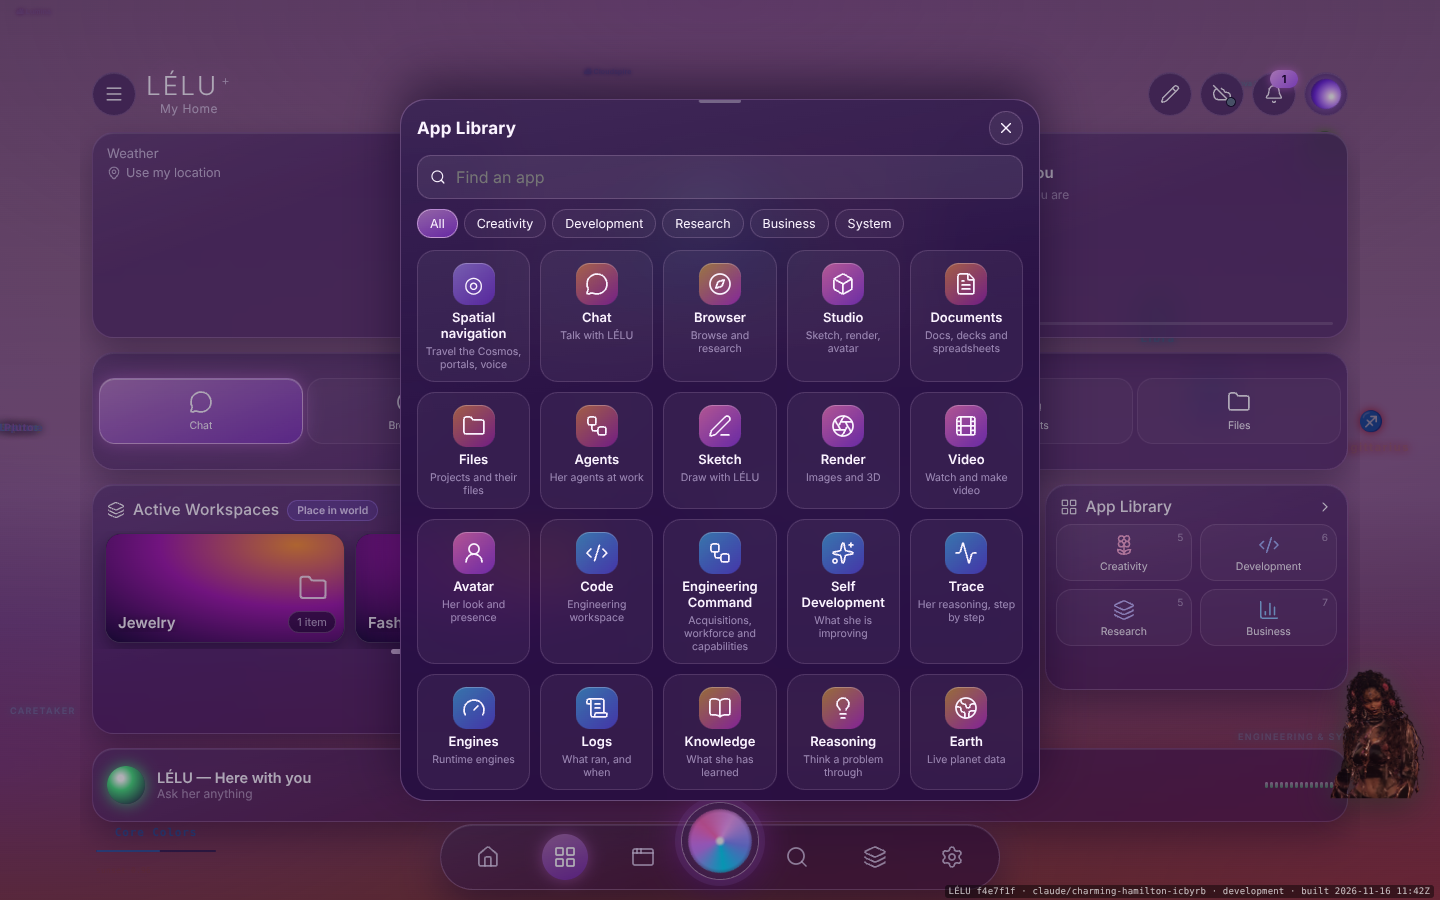 LÉLU +
My Home
1
Weather
Use my location
ou
u are
Chat
Br
ts
Files
Active Workspaces
Place in world
Jewelry
1 item
Fash
App Library
5
Creativity
6
Development
5
Research
7
Business
CARETAKER
ENGINEERING & SY
LÉLU — Here with you
Ask her anything
App Library
Find an app
All
Creativity
Development
Research
Business
System
Spatial navigation
Travel the Cosmos, portals, voice
Chat
Talk with LÉLU
Browser
Browse and research
Studio
Sketch, render, avatar
Documents
Docs, decks and spreadsheets
Files
Projects and their files
Agents
Her agents at work
Sketch
Draw with LÉLU
Render
Images and 3D
Video
Watch and make video
Avatar
Her look and presence
Code
Engineering workspace
Engineering Command
Acquisitions, workforce and capabilities
Self Development
What she is improving
Trace
Her reasoning, step by step
Engines
Runtime engines
Logs
What ran, and when
Knowledge
What she has learned
Reasoning
Think a problem through
Earth
Live planet data
LÉLU f4e7f1f · claude/charming-hamilton-icbyrb · development · built 2026-11-16 11:42Z